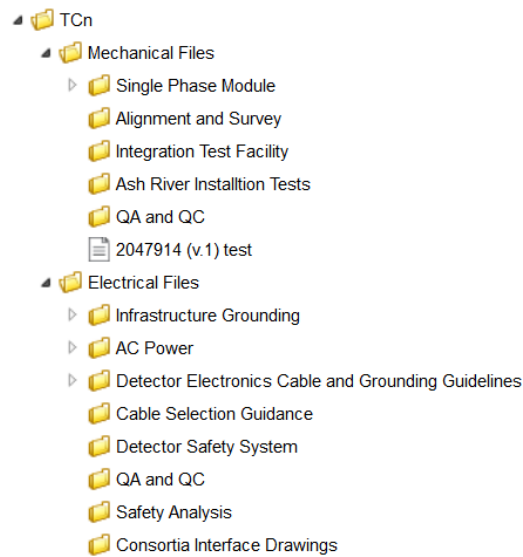 TCn
Mechanical Files
Single Phase Module
Alignment and Survey
Integration Test Facility
Ash River Installtion Tests
QA and QC
2047914 (v.1) test
Electrical Files
Infrastructure Grounding
AC Power
Detector Electronics Cable and Grounding Guidelines
Cable Selection Guidance
Detector Safety System
QA and QC
Safety Analysis
Consortia Interface Drawings